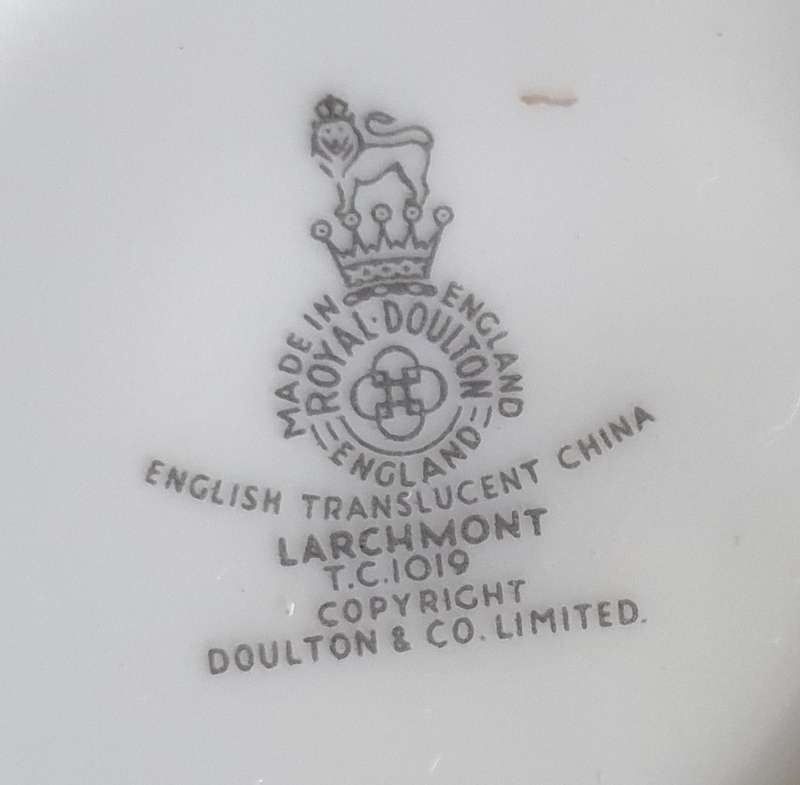 MADE IN ENGLAND
ROYAL·DOULTON
ENGLAND
ENGLISH TRANSLUCENT CHINA
LARCHMONT
T.C.1019
COPYRIGHT
DOULTON & CO. LIMITED.